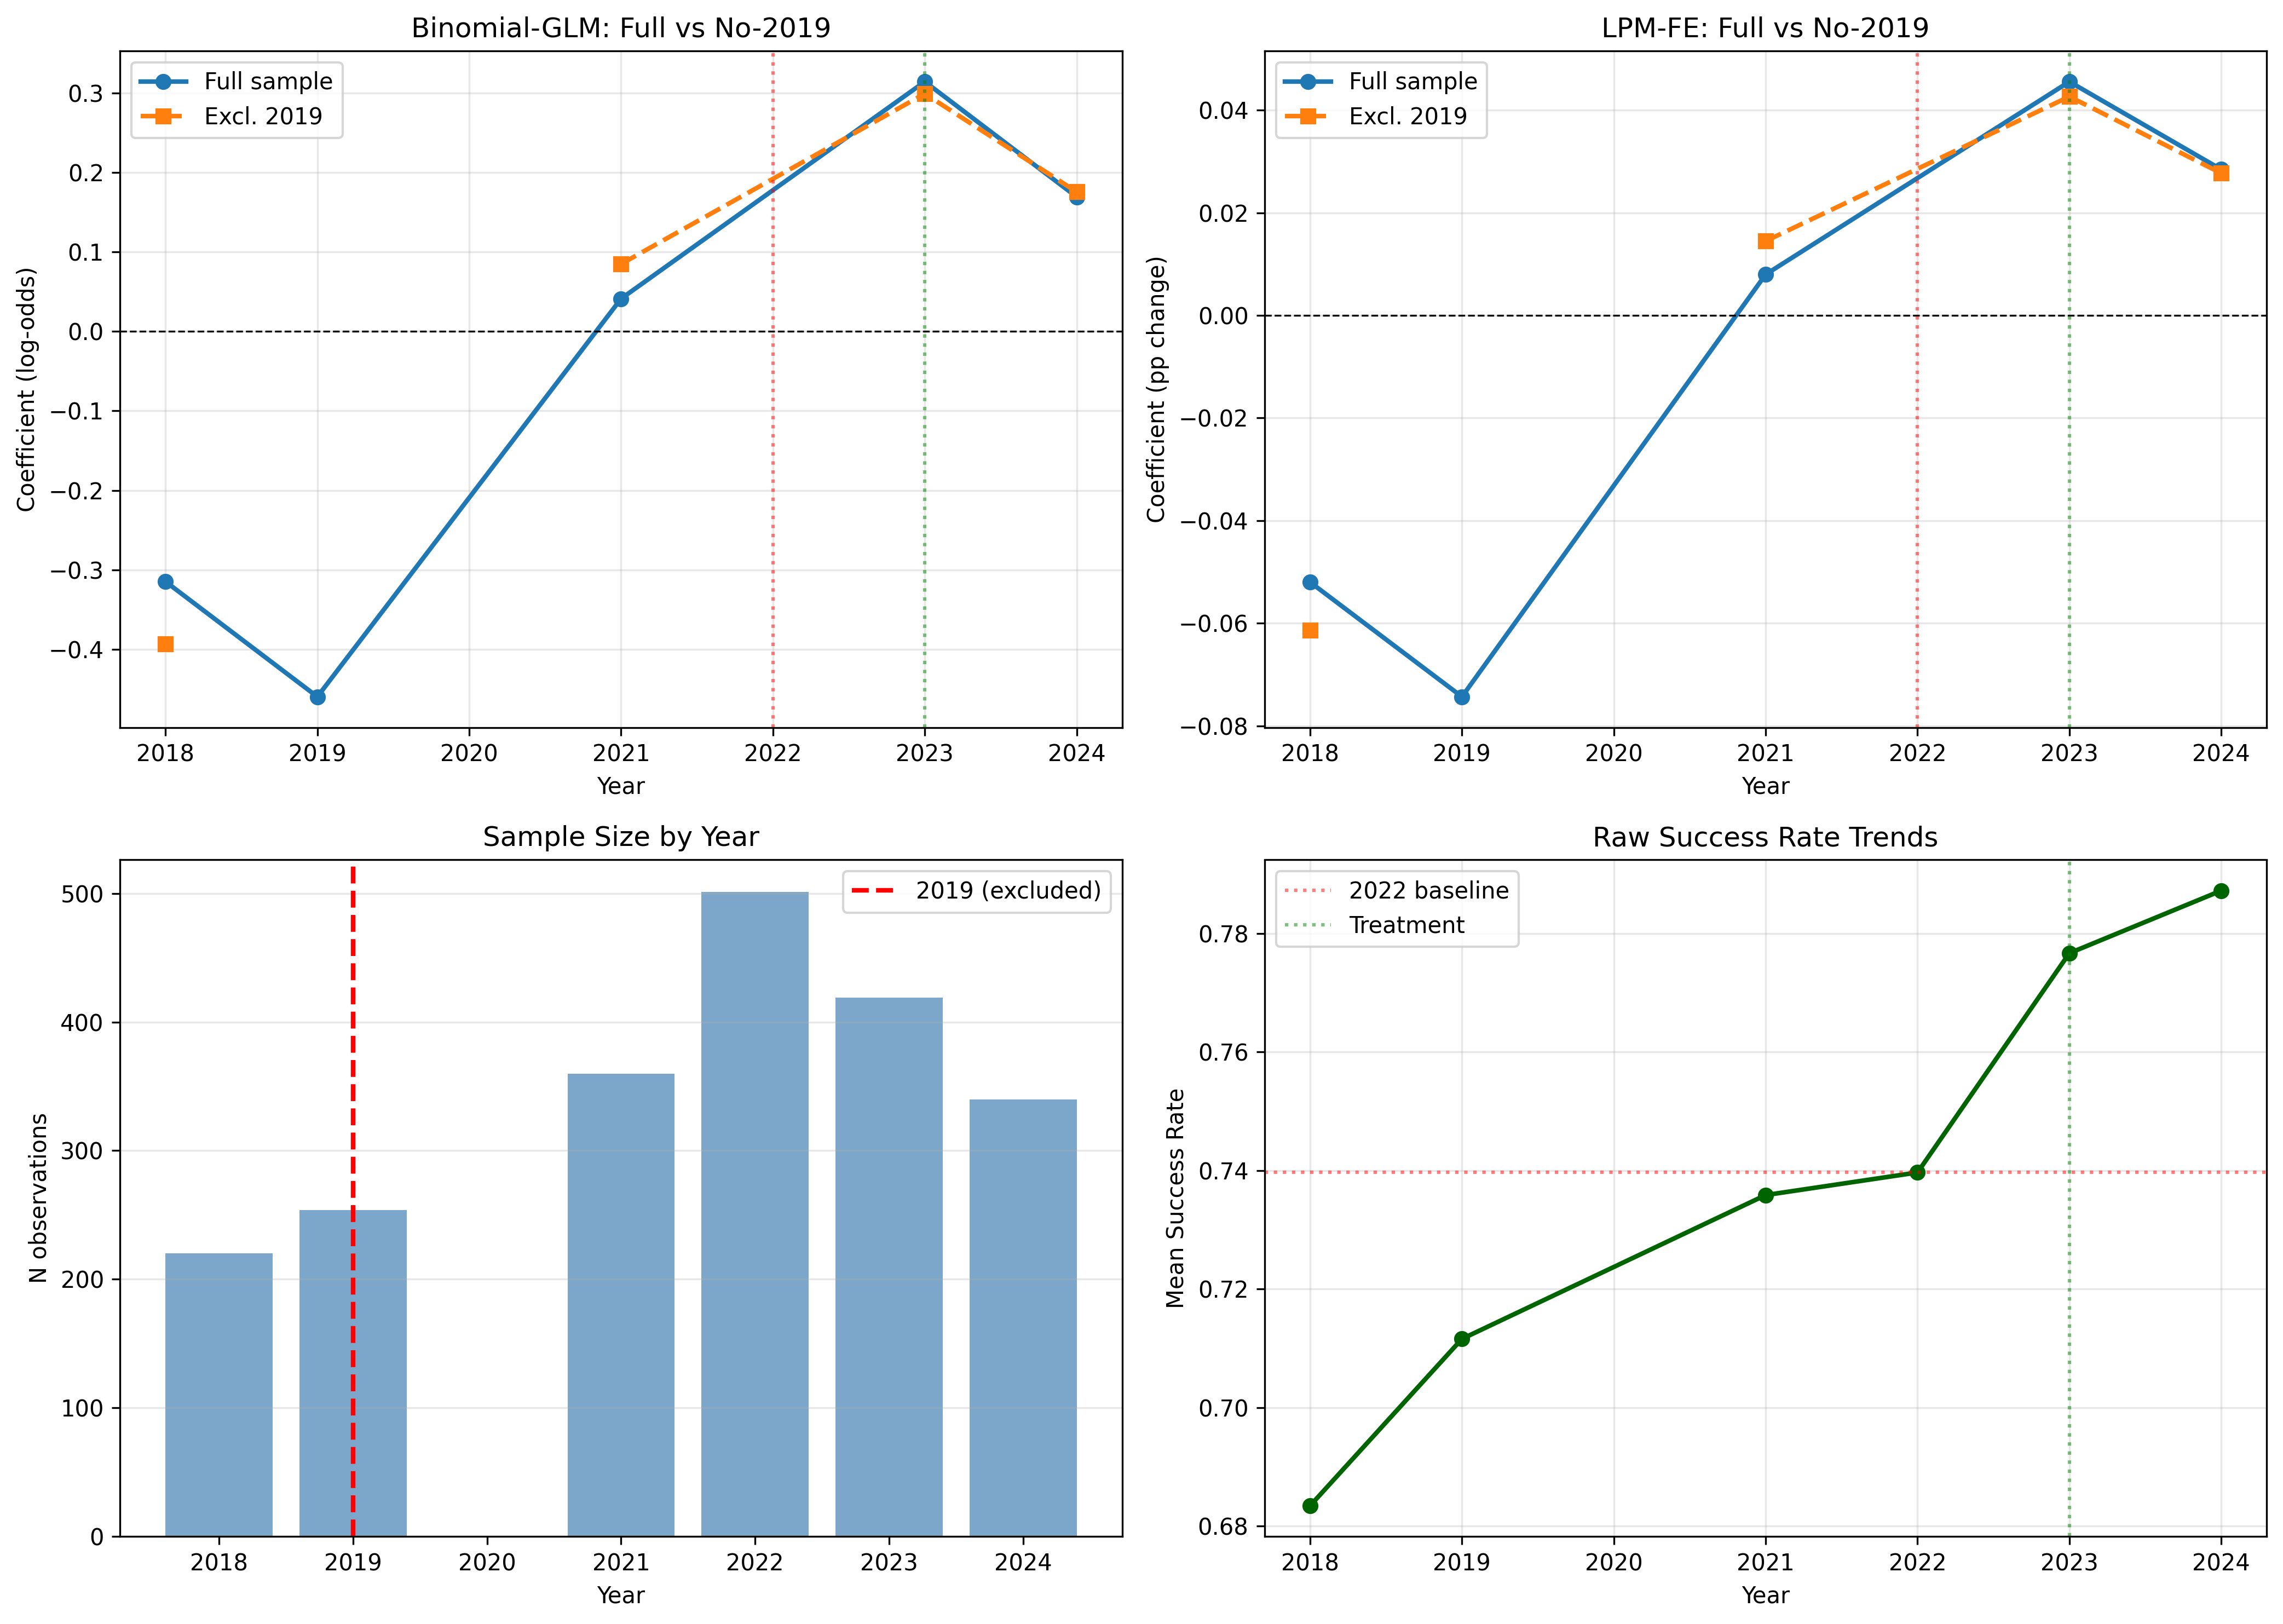 Binomial-GLM: Full vs No-2019
Full sample
Excl. 2019
0.3
0.2
0.1
0.0
−0.1
−0.2
−0.3
−0.4
Coefficient (log-odds)
2018 2019 2020 2021 2022 2023 2024
Year
LPM-FE: Full vs No-2019
Full sample
Excl. 2019
0.04
0.02
0.00
−0.02
−0.04
−0.06
−0.08
Coefficient (pp change)
2018 2019 2020 2021 2022 2023 2024
Year
Sample Size by Year
2019 (excluded)
500
400
300
200
100
0
N observations
2018 2019 2020 2021 2022 2023 2024
Year
Raw Success Rate Trends
2022 baseline
Treatment
0.78
0.76
0.74
0.72
0.70
0.68
Mean Success Rate
2018 2019 2020 2021 2022 2023 2024
Year